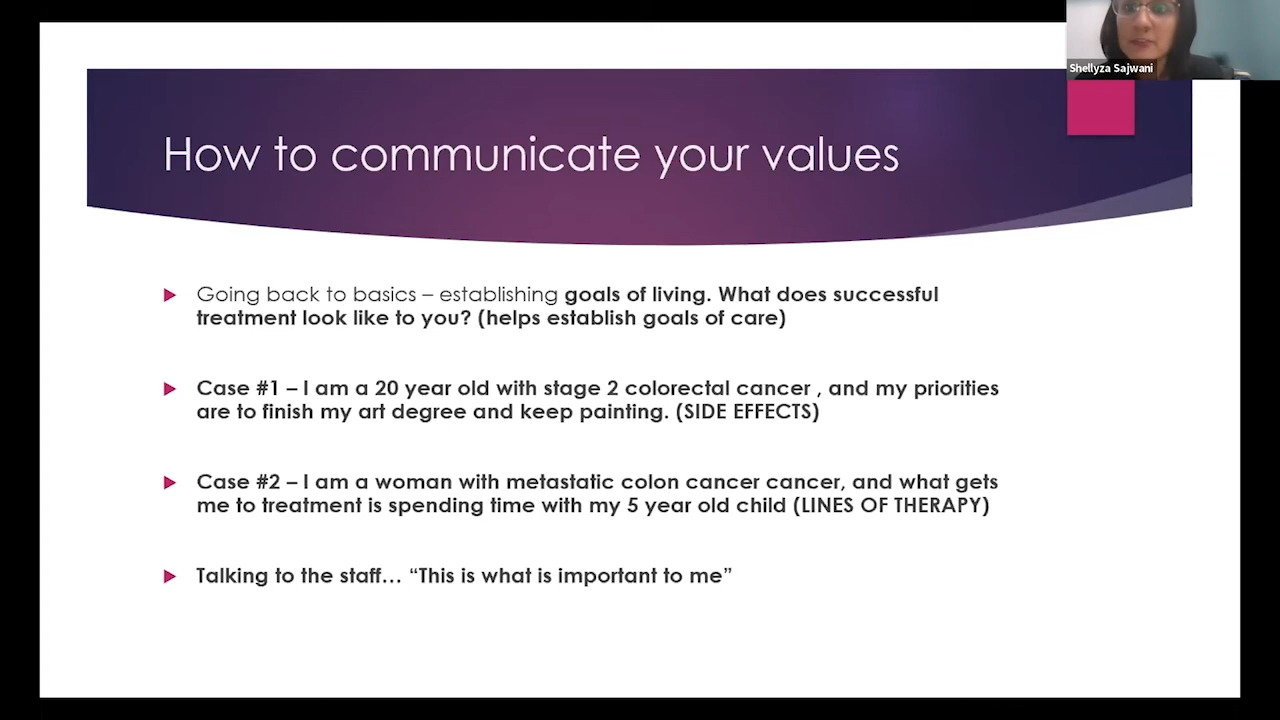 Shellyza Sajwani
How to communicate your values
Going back to basics – establishing goals of living. What does successful
treatment look like to you? (helps establish goals of care)
Case #1 – I am a 20 year old with stage 2 colorectal cancer , and my priorities
are to finish my art degree and keep painting. (SIDE EFFECTS)
Case #2 – I am a woman with metastatic colon cancer cancer, and what gets
me to treatment is spending time with my 5 year old child (LINES OF THERAPY)
Talking to the staff… “This is what is important to me”